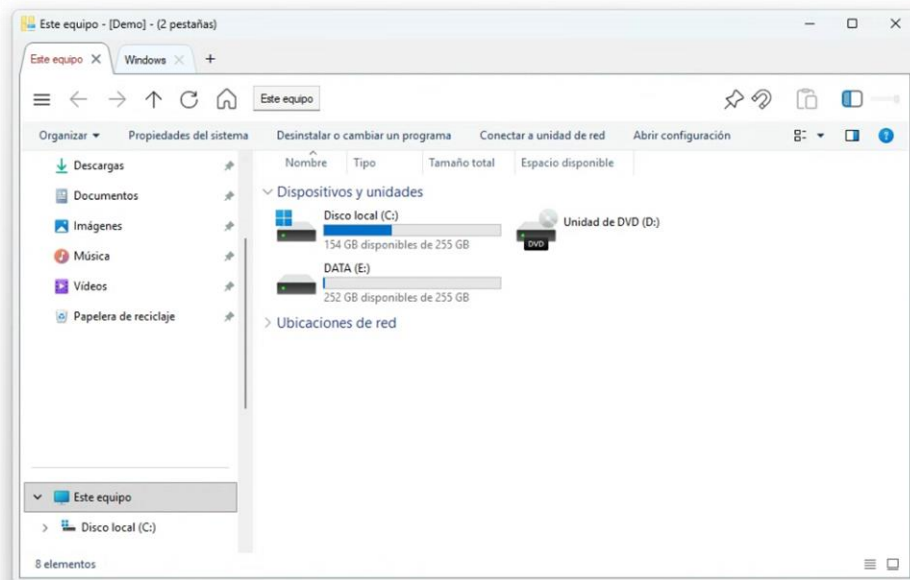 Este equipo - [Demo] - (2 pestañas)
Este equipo Windows
Este equipo
Organizar Propiedades del sistema Desinstalar o cambiar un programa Conectar a unidad de red Abrir configuración
Nombre Tipo Tamaño total Espacio disponible
Descargas
Documentos
Imágenes
Música
Vídeos
Papelera de reciclaje
Este equipo
Disco local (C:)
Dispositivos y unidades
Disco local (C:)
154 GB disponibles de 255 GB
Unidad de DVD (D:)
DVD
DATA (E:)
252 GB disponibles de 255 GB
Ubicaciones de red
8 elementos